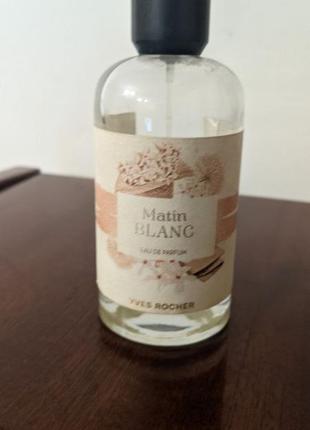 Matin
BLANC
EAU DE PARFUM
YVES ROCHER